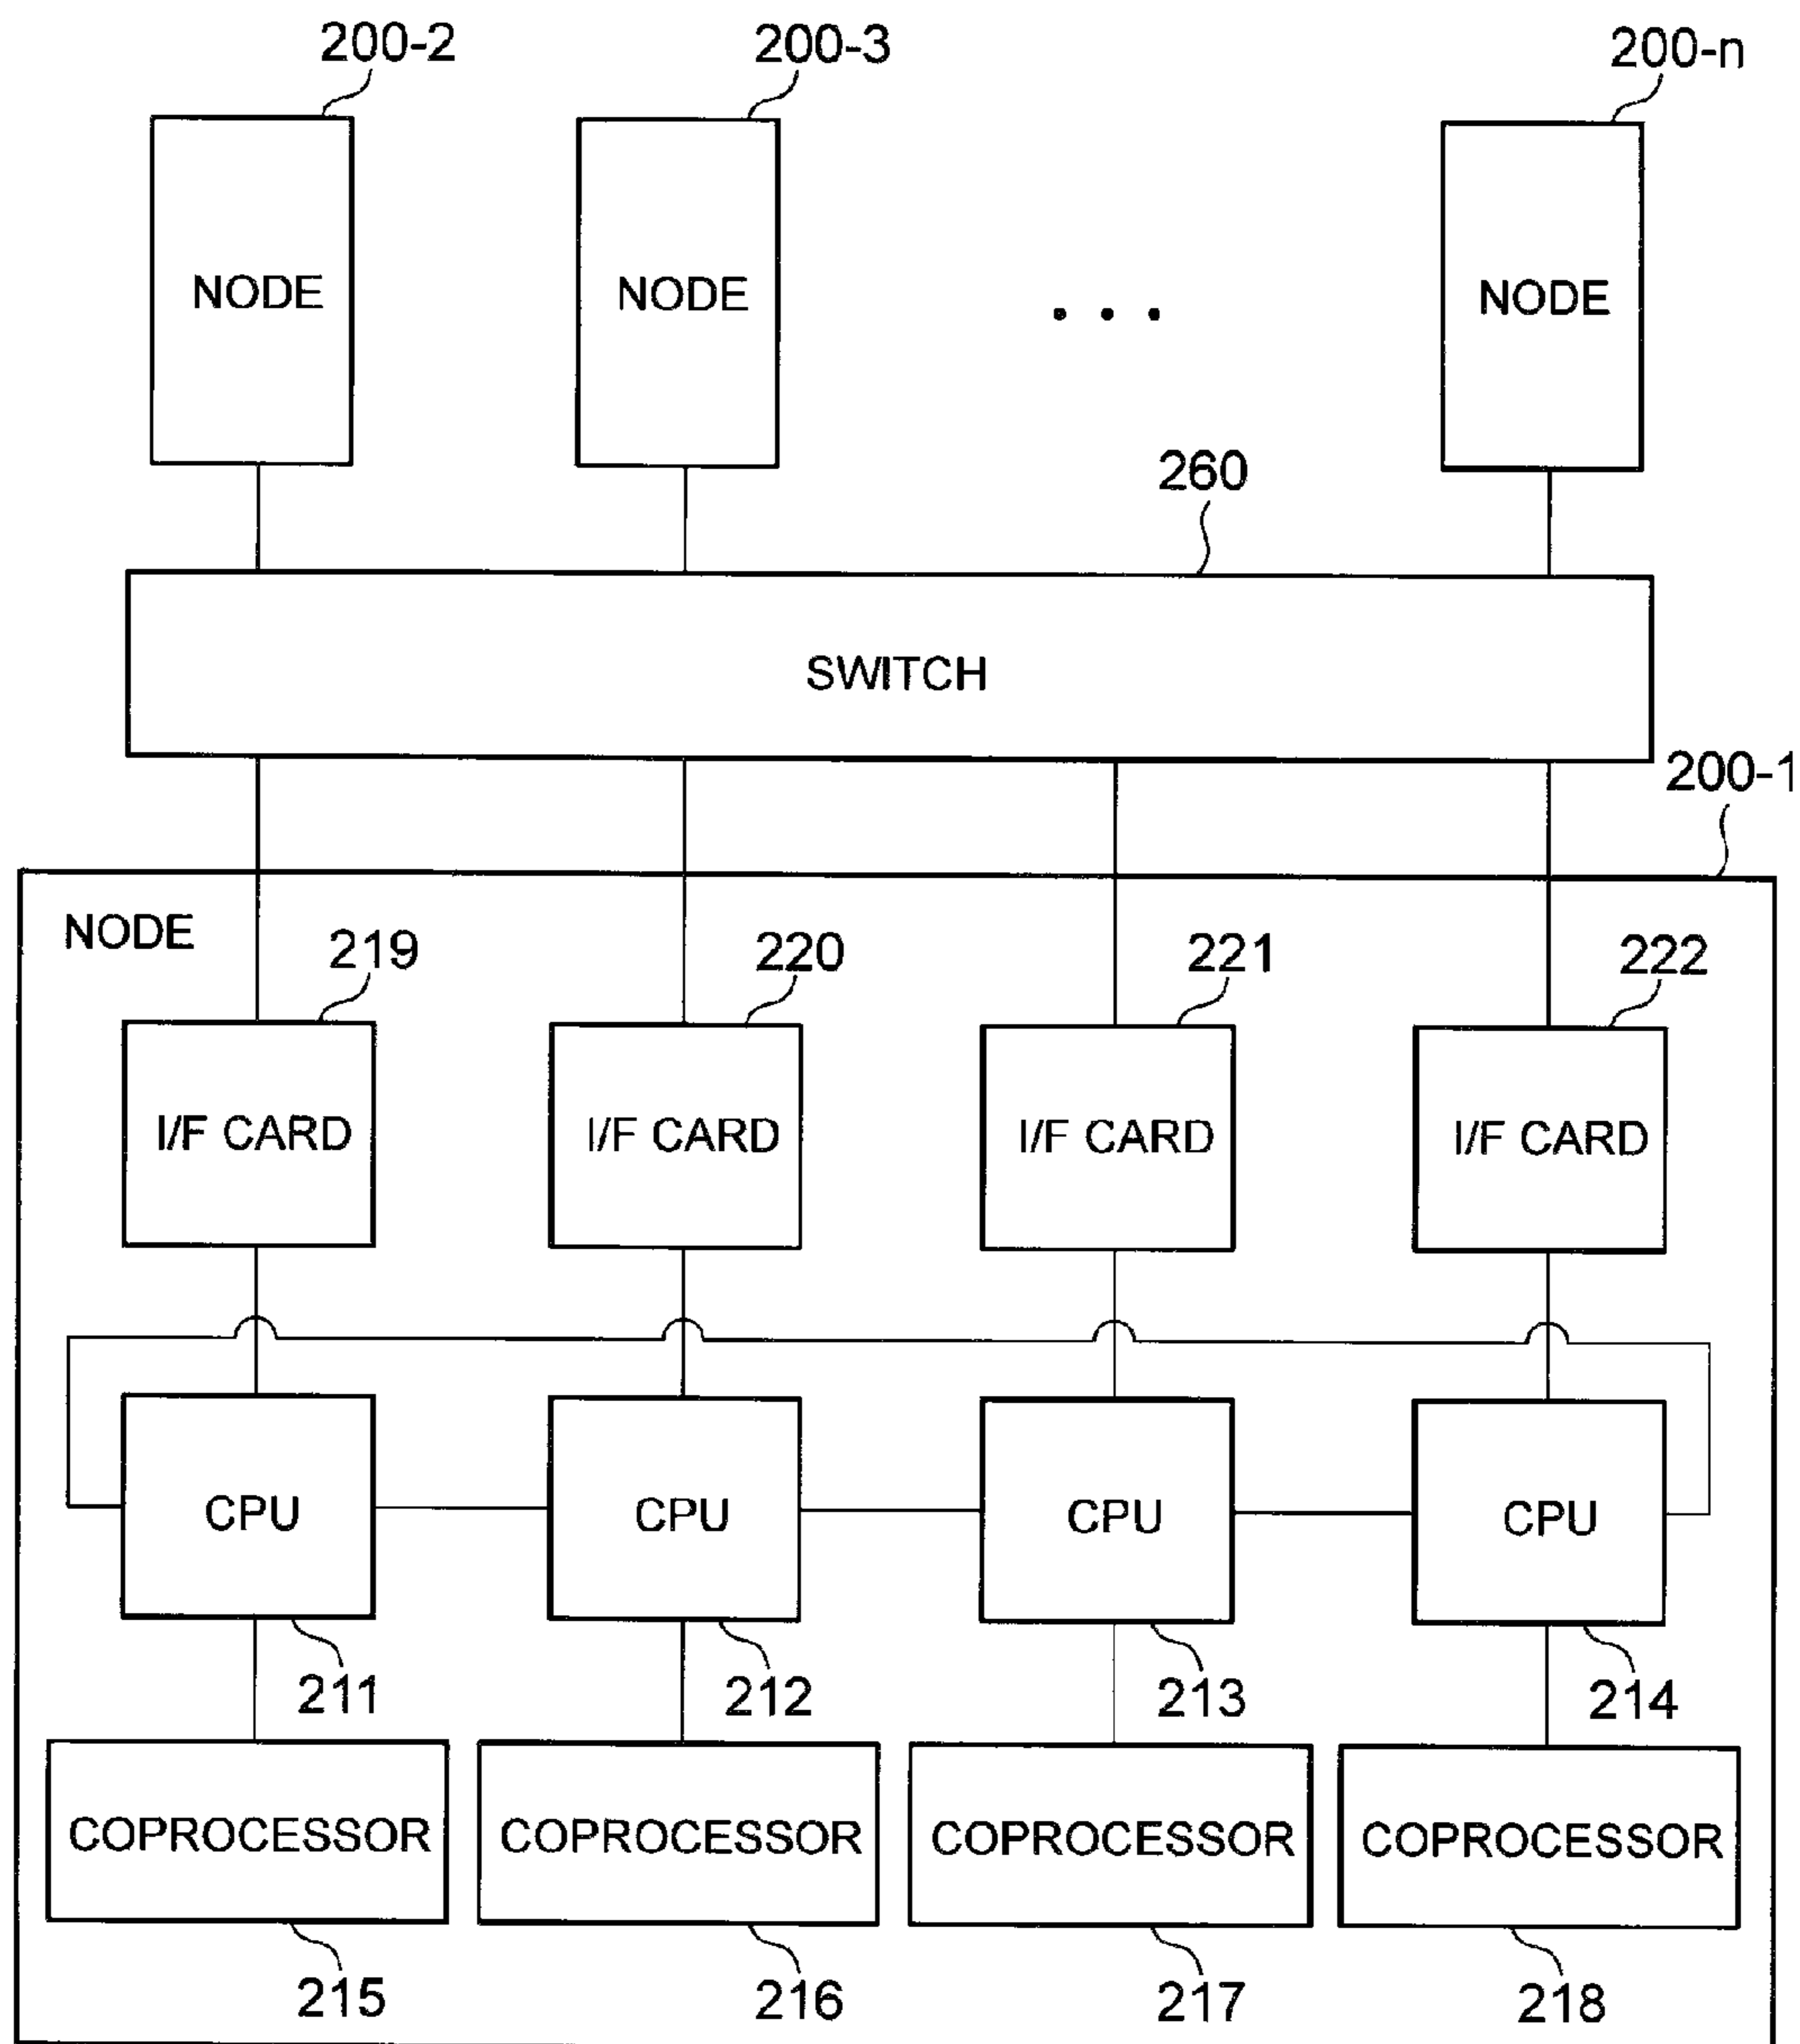 200-2
200-3
200-n
NODE
NODE
. . .
NODE
260
SWITCH
200-1
NODE
219
220
221
222
I/F CARD
I/F CARD
I/F CARD
I/F CARD
CPU
CPU
CPU
CPU
211
212
213
214
COPROCESSOR
COPROCESSOR
COPROCESSOR
COPROCESSOR
215
216
217
218